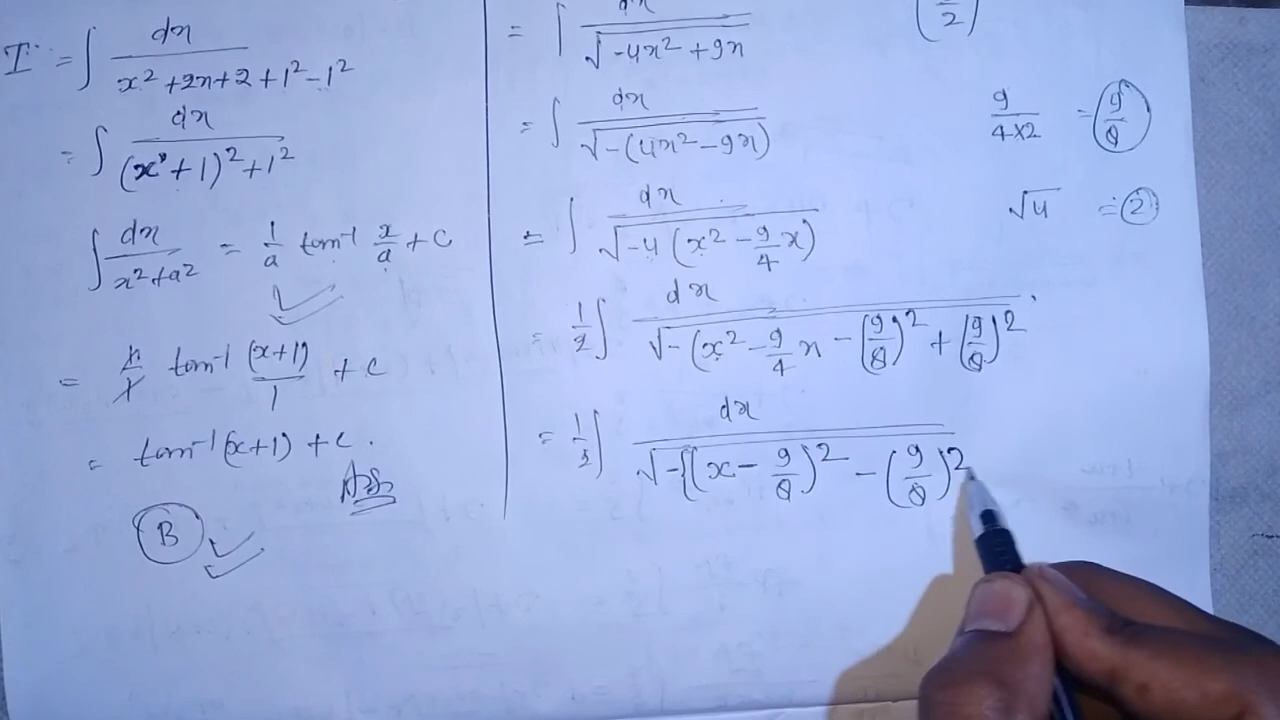 I = ∫ dx / (x² + 2x + 2 + 1² - 1²)
= ∫ dx / ((x + 1)² + 1²)
∫ dx / (x² + a²) = 1/a tan⁻¹ x/a + C
= 1/1 tan⁻¹ (x+1)/1 + C
= tan⁻¹(x+1) + C.
Ans
B
= ∫ dx / √(-4x² + 9x)
= ∫ dx / √(-(4x² - 9x))
= ∫ dx / √(-4(x² - 9/4 x))
= 1/2 ∫ dx / √(-(x² - 9/4 x - (9/8)² + (9/8)²
= 1/2 ∫ dx / √(-{(x - 9/8)² - (9/8)²
9/(4×2) = 9/8
√4 = 2